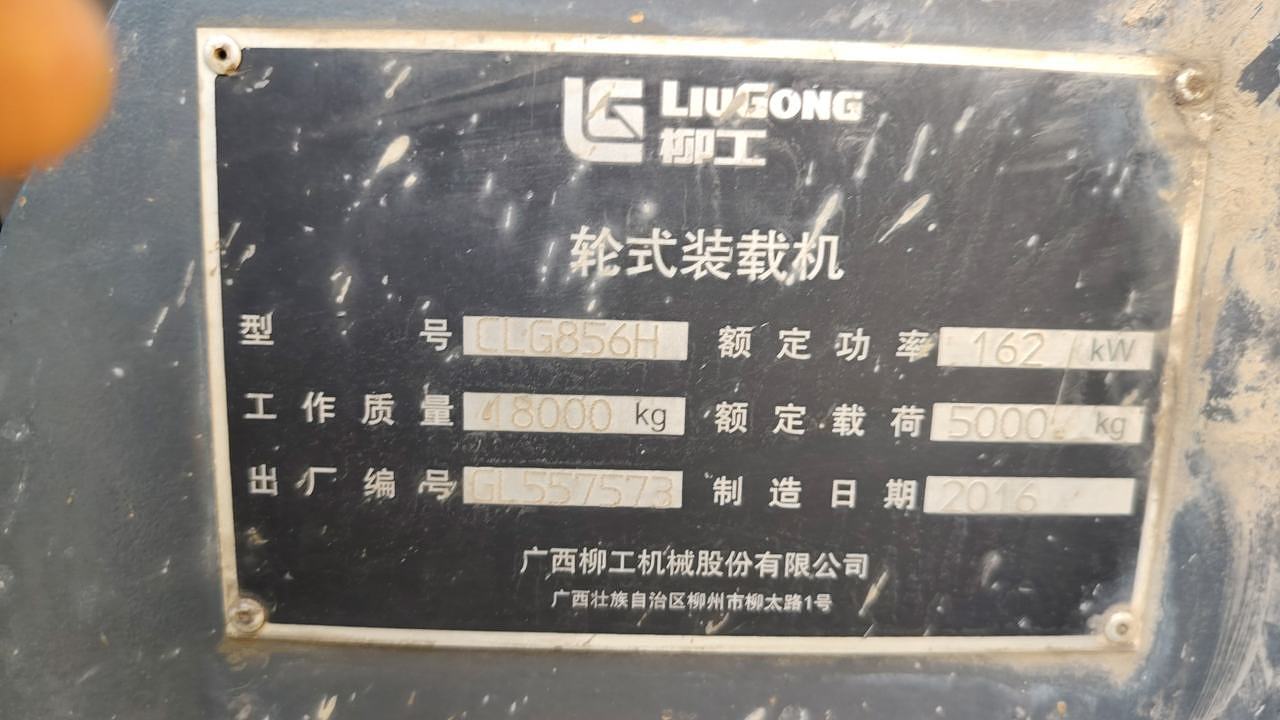 LIUGONG
柳工
轮式装载机
型号 CLG856H 额定功率 162 kW
工作质量 18000 kg 额定载荷 5000 kg
出厂编号 GL557573 制造日期 2016
广西柳工机械股份有限公司
广西壮族自治区柳州市柳太路1号